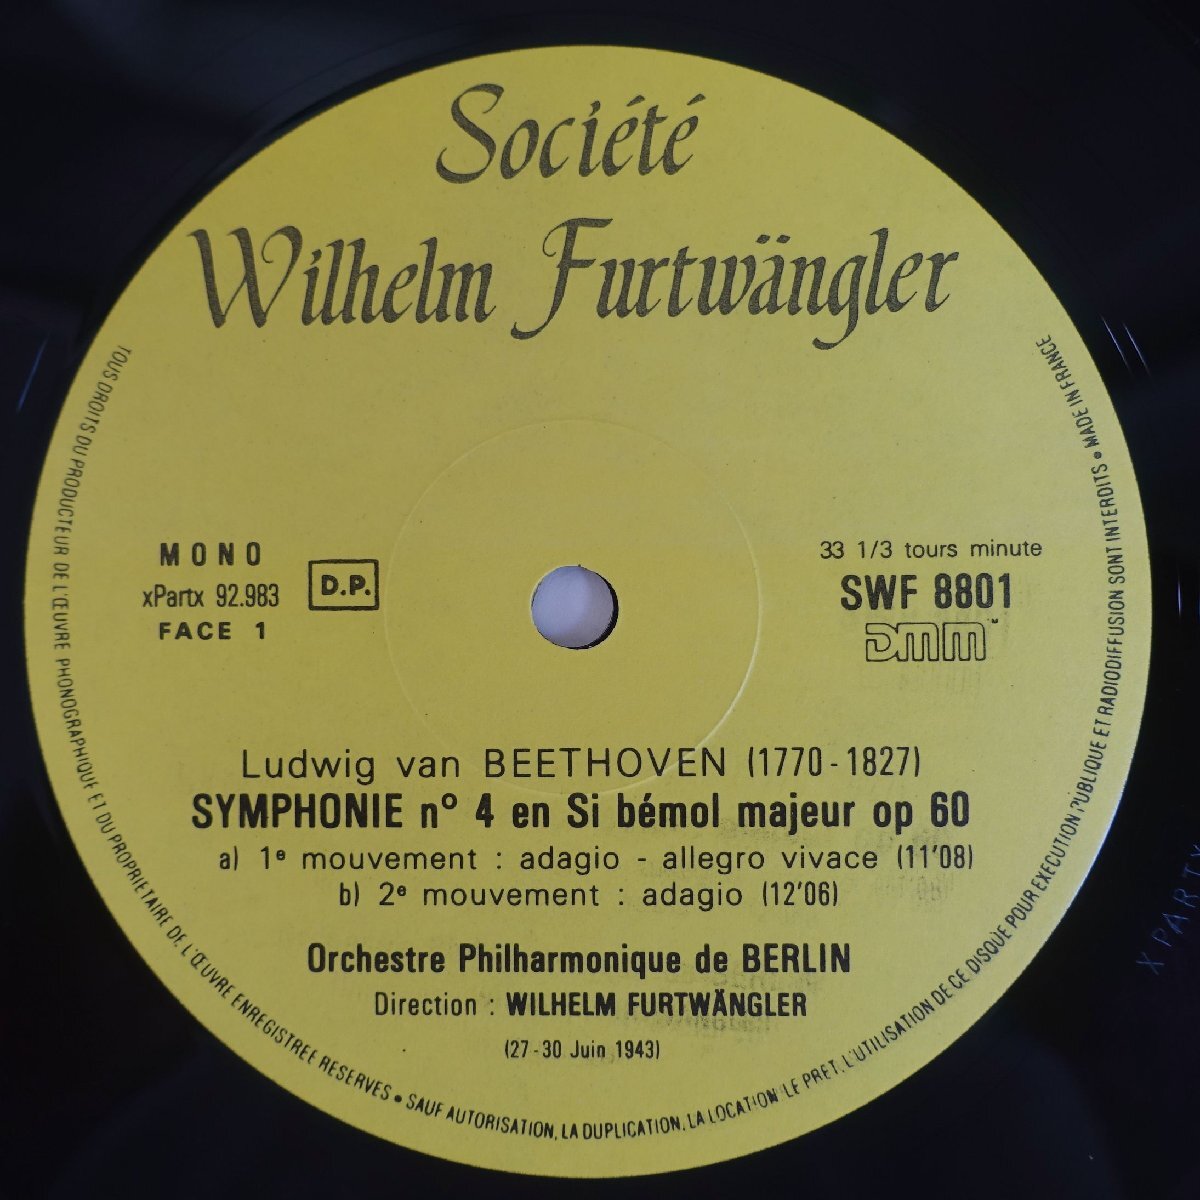 Société
Wilhelm Furtwängler
MONO
xPartx 92.983
FACE 1
D.P.
33 1/3 tours minute
SWF 8801
DMM
Ludwig van BEETHOVEN (1770-1827)
SYMPHONIE n° 4 en Si bémol majeur op 60
a) 1e mouvement : adagio - allegro vivace (11'08)
b) 2e mouvement : adagio (12'06)
Orchestre Philharmonique de BERLIN
Direction : WILHELM FURTWÄNGLER
(27-30 Juin 1943)
TOUS DROITS DU PRODUCTEUR DE L'ŒUVRE PHONOGRAPHIQUE ET DU PROPRIETAIRE DE L'ŒUVRE ENREGISTREE RESERVES • SAUF AUTORISATION, LA DUPLICATION, LA LOCATION LE PRET, L'UTILISATION DE CE DISQUE POUR EXECUTION PUBLIQUE ET RADIODIFFUSION SONT INTERDITS • MADE IN FRANCE
X PARTX